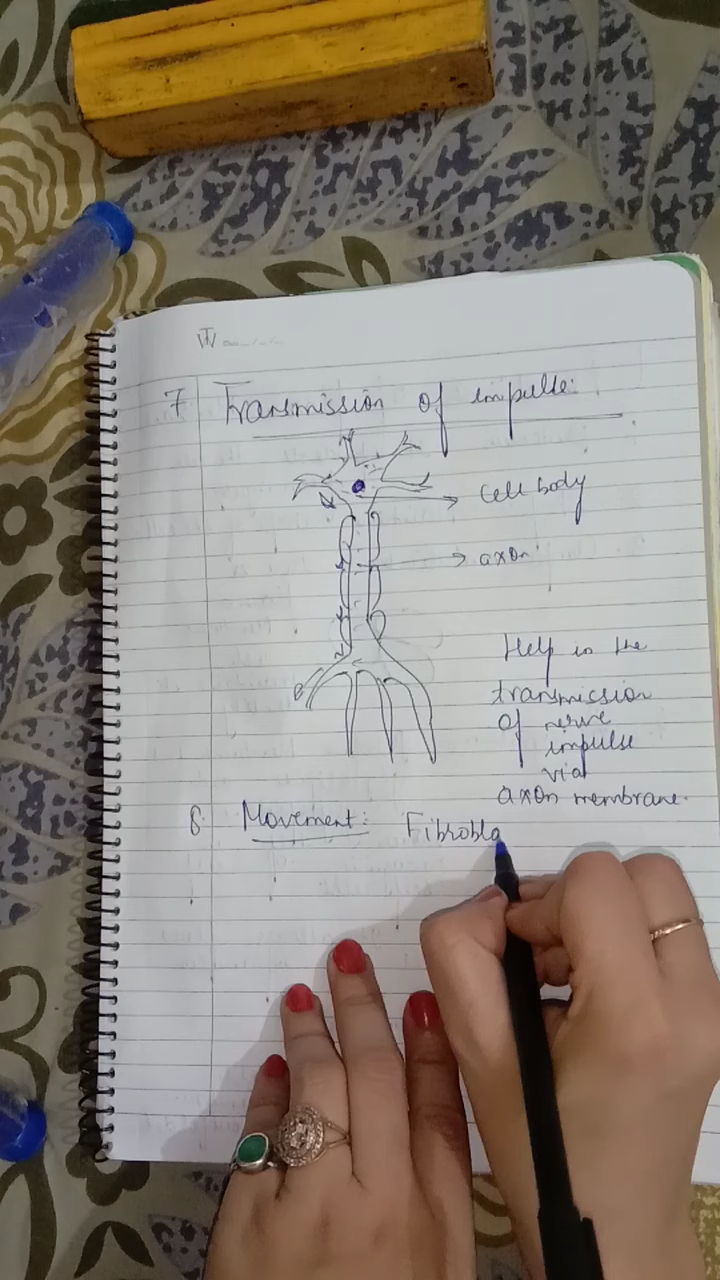 7 Transmission of impulse:
Cell body
axon
Help in the
transmission
of nerve
impulse
via
axon membrane.
8. Movement: Fibrobla